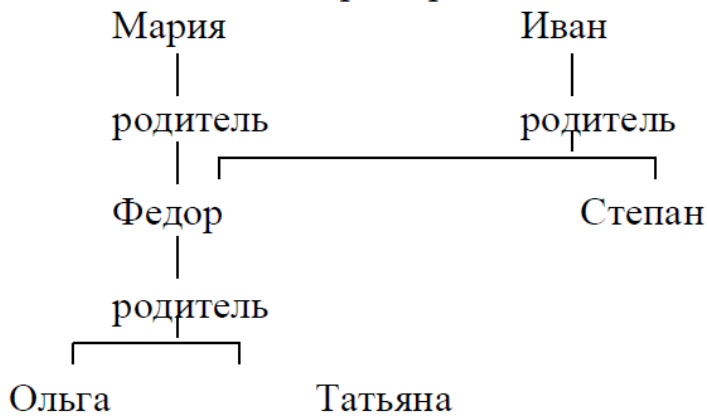 Мария Иван
родитель родитель
Федор Степан
родитель
Ольга Татьяна